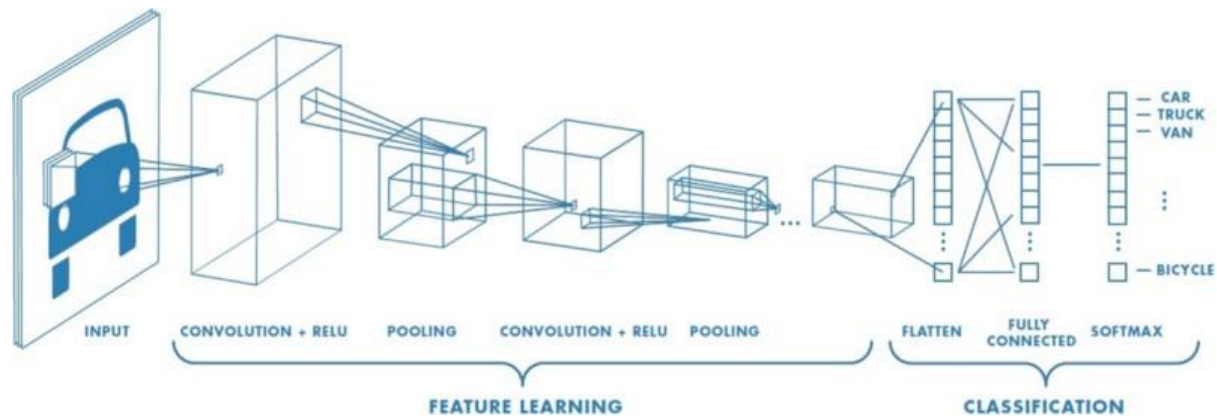 CAR
TRUCK
VAN
BICYCLE
INPUT
CONVOLUTION + RELU
POOLING
CONVOLUTION + RELU
POOLING
...
FLATTEN
FULLY
CONNECTED
SOFTMAX
FEATURE LEARNING
CLASSIFICATION